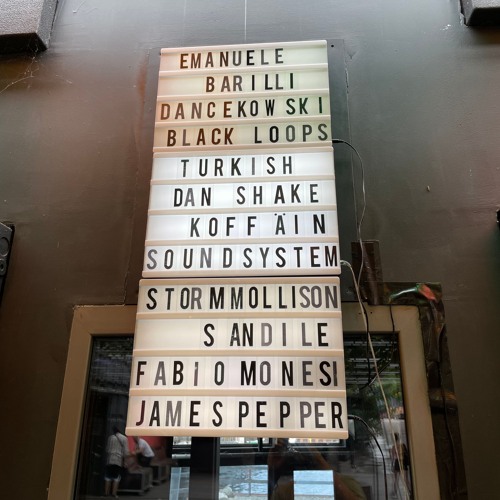 EMANUELE
BARILLI
DANCEKOWSKI
BLACK LOOPS
TURKISH
DAN SHAKE
KOFFÄIN
SOUNDSYSTEM
STORMMOLLISON
SANDILE
FABIO MONESI
JAMES PEPPER